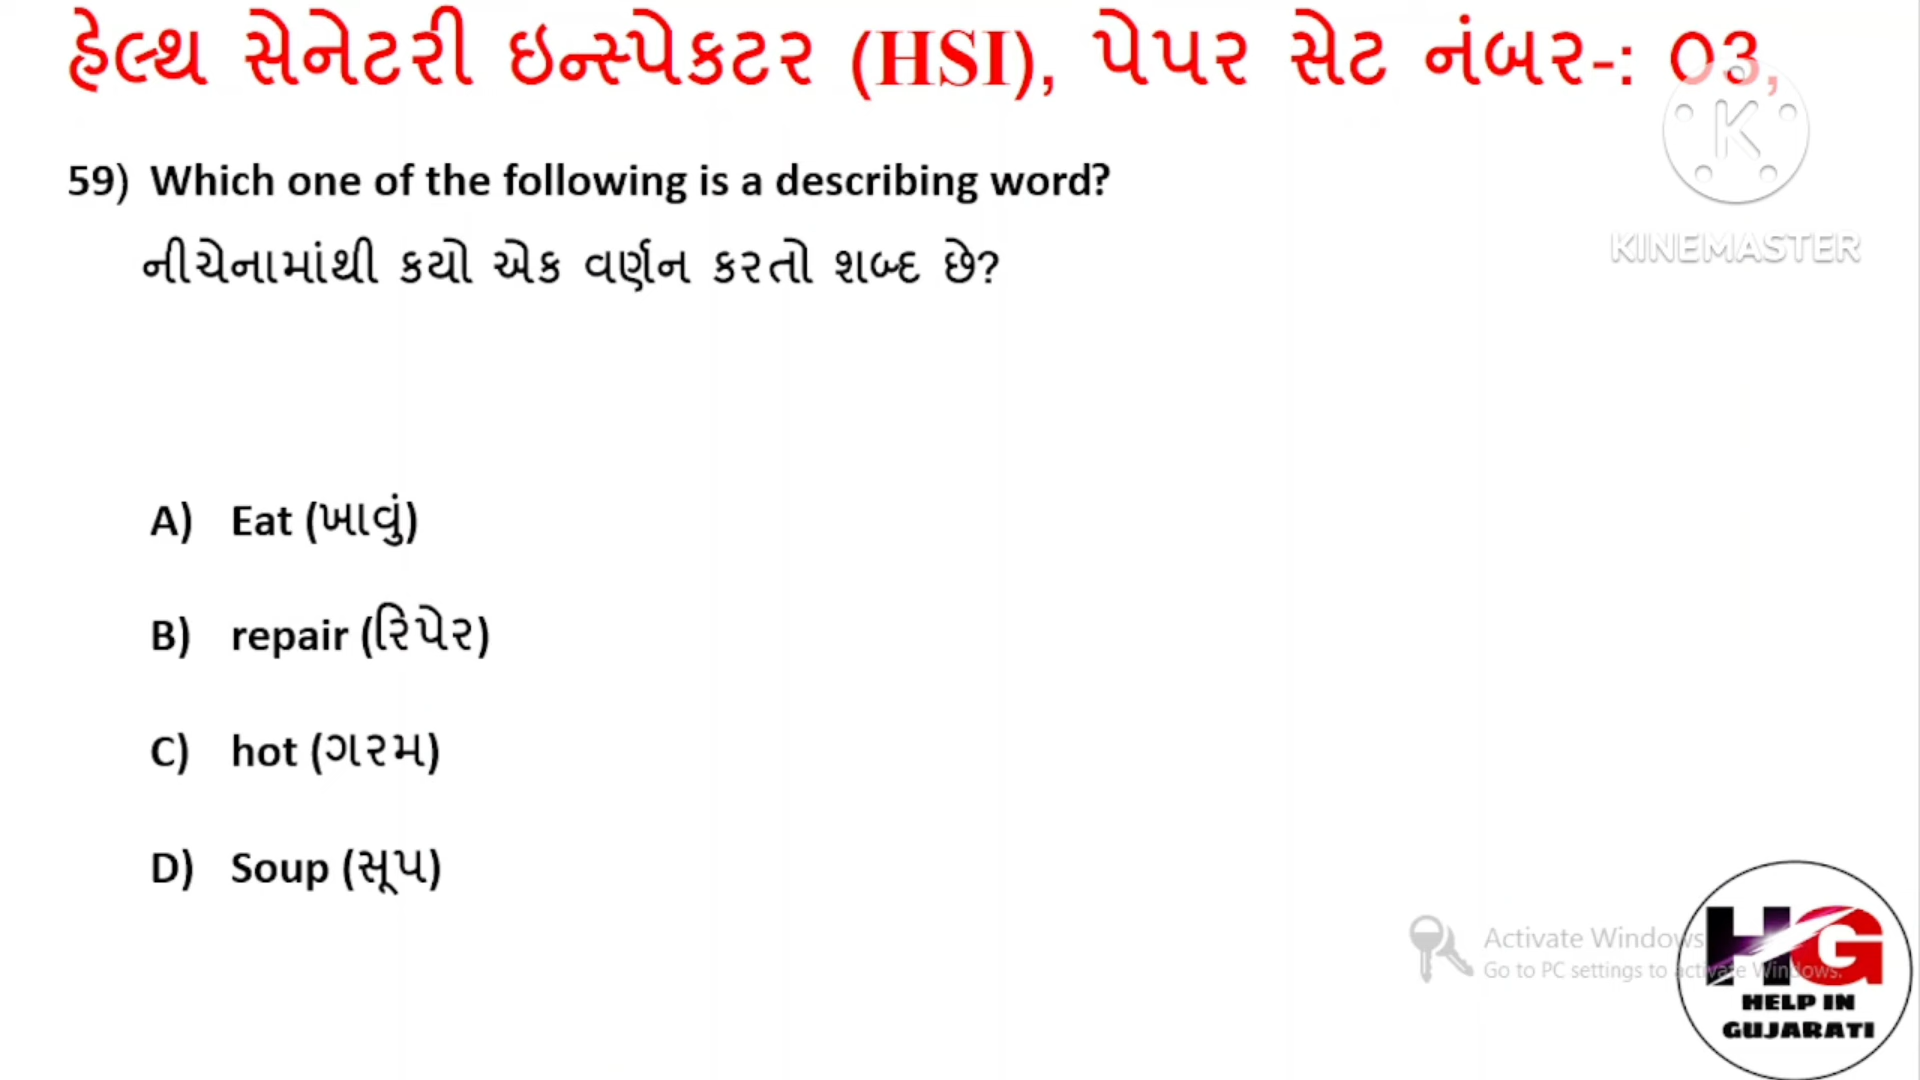 હેલ્થ સેનેટરી ઇન્સ્પેકટર (HSI), પેપર સેટ નંબર-: 03,
K
KINEMASTER
59) Which one of the following is a describing word?
નીચેનામાંથી કયો એક વર્ણન કરતો શબ્દ છે?
A) Eat (ખાવું)
B) repair (રિપેર)
C) hot (ગરમ)
D) Soup (સૂપ)
Activate Windows
Go to PC settings to activate Windows.
HG
HELP IN
GUJARATI